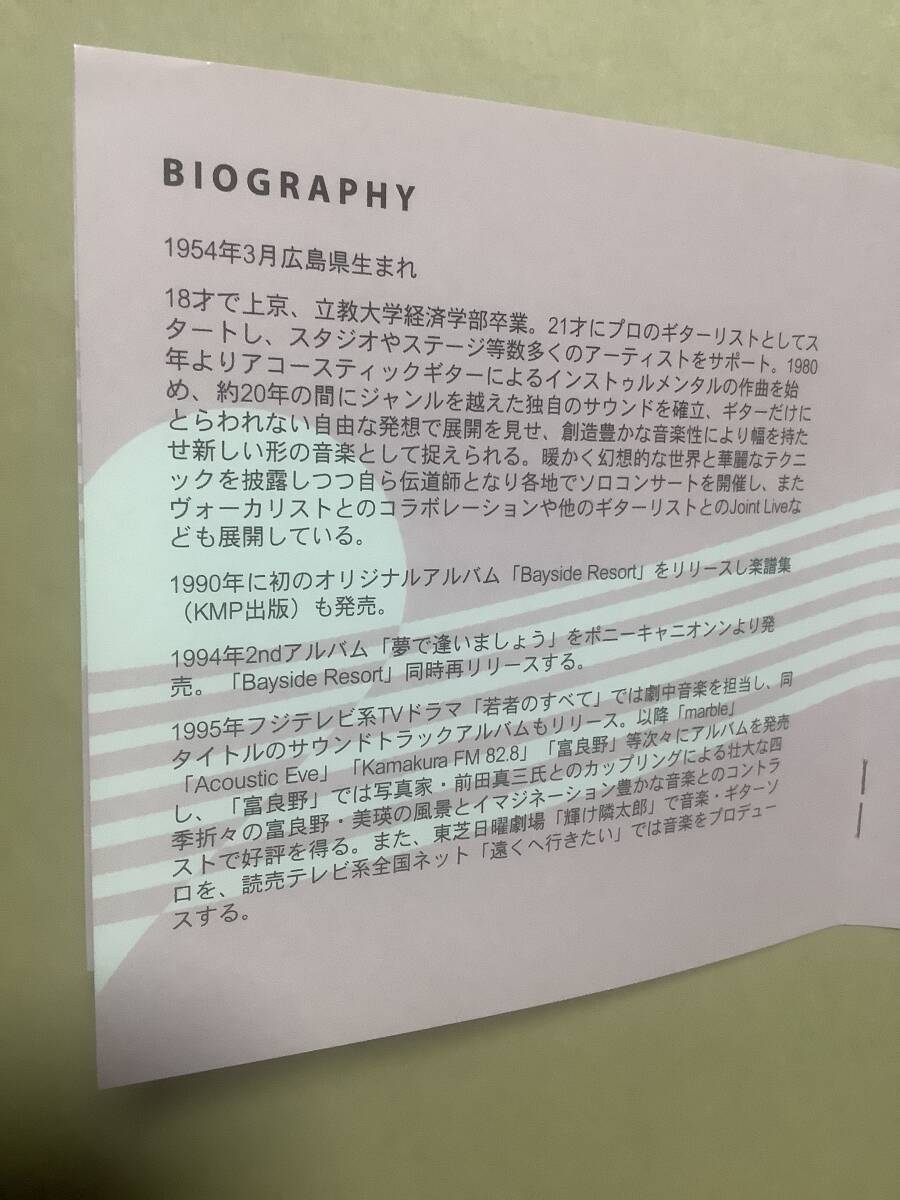 BIOGRAPHY
1954年3月広島県生まれ
18才で上京、立教大学経済学部卒業。21才にプロのギターリストとしてス
タートし、スタジオやステージ等数多くのアーティストをサポート。1980
年よりアコースティックギターによるインストゥルメンタルの作曲を始
め、約20年の間にジャンルを越えた独自のサウンドを確立、ギターだけに
とらわれない自由な発想で展開を見せ、創造豊かな音楽性により幅を持た
せ新しい形の音楽として捉えられる。暖かく幻想的な世界と華麗なテクニ
ックを披露しつつ自ら伝道師となり各地でソロコンサートを開催し、また
ヴォーカリストとのコラボレーションや他のギターリストとのJoint Liveな
ども展開している。
1990年に初のオリジナルアルバム「Bayside Resort」をリリースし楽譜集
（KMP出版）も発売。
1994年2ndアルバム「夢で逢いましょう」をポニーキャニオンンより発
売。「Bayside Resort」同時再リリースする。
1995年フジテレビ系TVドラマ「若者のすべて」では劇中音楽を担当し、同
タイトルのサウンドトラックアルバムもリリース。以降「marble」
「Acoustic Eve」「Kamakura FM 82.8」「富良野」等次々にアルバムを発売
し、「富良野」では写真家・前田真三氏とのカップリングによる壮大な四
季折々の富良野・美瑛の風景とイマジネーション豊かな音楽とのコントラ
ストで好評を得る。また、東芝日曜劇場「輝け隣太郎」で音楽・ギターソ
ロを、読売テレビ系全国ネット「遠くへ行きたい」では音楽をプロデュー
スする。